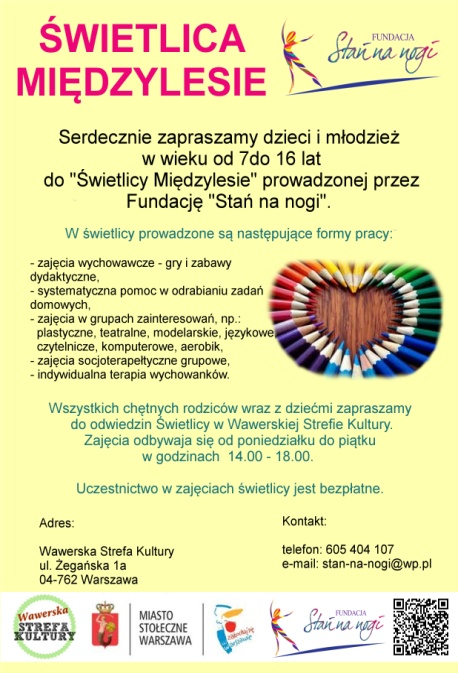 ŚWIETLICA
MIĘDZYLESIE
FUNDACJA
Stań na nogi
Serdecznie zapraszamy dzieci i młodzież
w wieku od 7do 16 lat
do "Świetlicy Międzylesie" prowadzonej przez
Fundację "Stań na nogi".
W świetlicy prowadzone są następujące formy pracy:
- zajęcia wychowawcze - gry i zabawy
dydaktyczne,
- systematyczna pomoc w odrabianiu zadań
domowych,
- zajęcia w grupach zainteresowań, np.:
plastyczne, teatralne, modelarskie, językowe,
czytelnicze, komputerowe, aerobik,
- zajęcia socjoterapełtyczne grupowe,
- indywidualna terapia wychowanków.
Wszystkich chętnych rodziców wraz z dziećmi zapraszamy
do odwiedzin Świetlicy w Wawerskiej Strefie Kultury.
Zajęcia odbywaja się od poniedziałku do piątku
w godzinach 14.00 - 18.00.
Uczestnictwo w zajęciach świetlicy jest bezpłatne.
Adres:
Wawerska Strefa Kultury
ul. Żegańska 1a
04-762 Warszawa
Kontakt:
telefon: 605 404 107
e-mail: stan-na-nogi@wp.pl
Wawerska
STREFA
KULTURY
MIASTO
STOŁECZNE
WARSZAWA
zakochaj się
w Warszawie
FUNDACJA
Stań na nogi